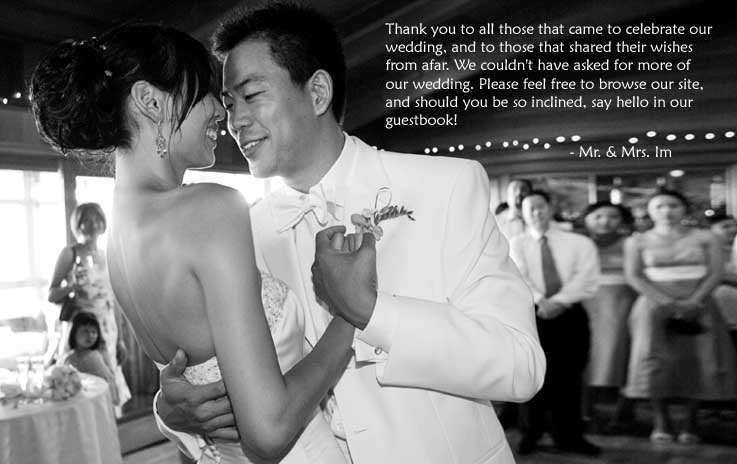 Thank you to all those that came to celebrate our
wedding, and to those that shared their wishes
from afar. We couldn't have asked for more of
our wedding. Please feel free to browse our site,
and should you be so inclined, say hello in our
guestbook!
- Mr. & Mrs. Im